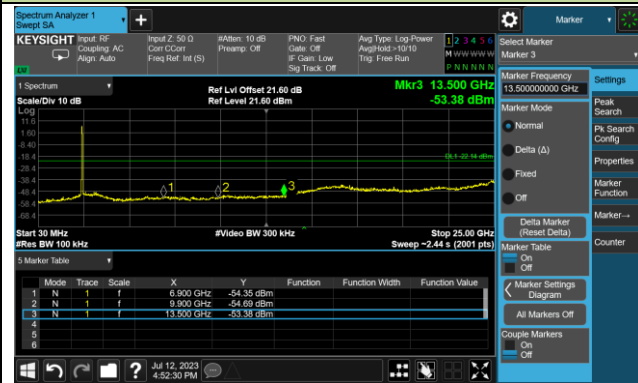 Spectrum Analyzer 1
Swept SA
Marker
KEYSIGHT
Input: RF
Coupling: AC
Align: Auto
Input Z: 50 Ω
Corr CCorr
Freq Ref: Int (S)
#Atten: 10 dB
Preamp: Off
PNO: Fast
Gate: Off
IF Gain: Low
Sig Track: Off
Avg Type: Log-Power
Avg|Hold:>10/10
Trig: Free Run
1 2 3 4 5 6
M W W W W W
P N N N N N
Select Marker
Marker 3
1 Spectrum
Scale/Div 10 dB
Ref Lvl Offset 21.60 dB
Ref Level 21.60 dBm
Mkr3 13.500 GHz
-53.38 dBm
Log
11.6
1.60
-8.40
-18.4
-28.4
-38.4
-48.4
-58.4
-68.4
DL1 -22.14 dBm
1
2
3
Start 30 MHz
#Res BW 100 kHz
#Video BW 300 kHz
Stop 25.00 GHz
Sweep ~2.44 s (2001 pts)
5 Marker Table
Mode Trace Scale X Y Function Function Width Function Value
1 N 1 f 6.900 GHz -54.35 dBm
2 N 1 f 9.900 GHz -54.69 dBm
3 N 1 f 13.500 GHz -53.38 dBm
4
5
6
Marker Frequency
13.50000000 GHz
Marker Mode
Normal
Delta (Δ)
Fixed
Off
Delta Marker
(Reset Delta)
Marker Table
On
Off
Marker Settings
Diagram
All Markers Off
Couple Markers
On
Off
Settings
Peak
Search
Pk Search
Config
Properties
Marker
Function
Marker→
Counter
?
Jul 12, 2023
4:52:30 PM